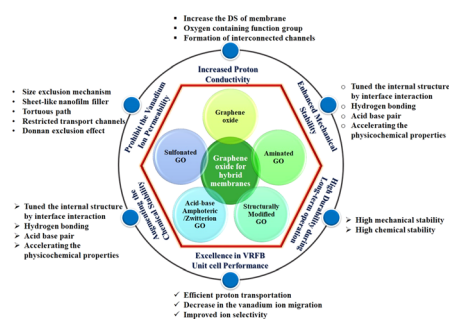 Increase the DS of membrane
Oxygen containing function group
Formation of interconnected channels
Increased Proton
Conductivity
Size exclusion mechanism
Sheet-like nanofilm filler
Tortuous path
Restricted transport channels
Donnan exclusion effect
Prohibit the Vanadium
Ion Permeability
Enhanced Mechanical
Stability
Tuned the internal structure
by interface interaction
Hydrogen bonding
Acid base pair
Accelerating the
physicochemical properties
Graphene
oxide
Sulfonated
GO
Graphene
oxide for
hybrid
membranes
Aminated
GO
Acid-base
Amphoteric
/Zwitterion
GO
Structurally
Modified GO
Tuned the internal structure
by interface interaction
Hydrogen bonding
Acid base pair
Accelerating the
physicochemical properties
Augmenting the
Chemical Stability
High Durability during
Long-term operation
High mechanical stability
High chemical stability
Excellence in VRFB
Unit cell Performance
Efficient proton transportation
Decrease in the vanadium ion migration
Improved ion selectivity